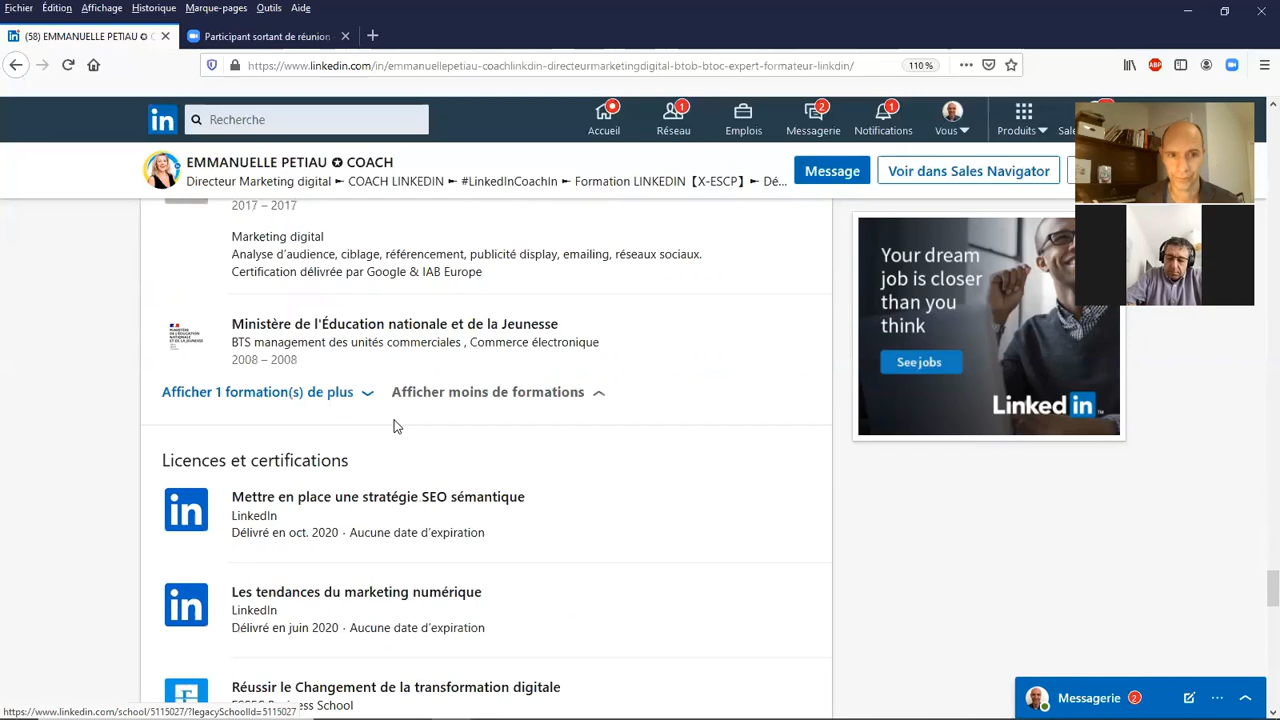 Fichier Édition Affichage Historique Marque-pages Outils Aide
(58) EMMANUELLE PETIAU ✪ C
Participant sortant de réunion
https://www.linkedin.com/in/emmanuellepetiau-coachlinkdin-directeurmarketingdigital-btob-btoc-expert-formateur-linkdin/
110 %
ABP
in
Recherche
Accueil
1
Réseau
Emplois
2
Messagerie
1
Notifications
Vous
Produits
EMMANUELLE PETIAU ✪ COACH
Directeur Marketing digital ➼ COACH LINKEDIN ➼ #LinkedInCoachIn ➼ Formation LINKEDIN【X-ESCP】➼ Dé...
Message
Voir dans Sales Navigator
2017 – 2017
Marketing digital
Analyse d'audience, ciblage, référencement, publicité display, emailing, réseaux sociaux.
Certification délivrée par Google & IAB Europe
Ministère de l'Éducation nationale et de la Jeunesse
BTS management des unités commerciales , Commerce électronique
2008 – 2008
Afficher 1 formation(s) de plus
Afficher moins de formations
Licences et certifications
in
Mettre en place une stratégie SEO sémantique
LinkedIn
Délivré en oct. 2020 · Aucune date d'expiration
in
Les tendances du marketing numérique
LinkedIn
Délivré en juin 2020 · Aucune date d'expiration
Réussir le Changement de la transformation digitale
Your dream
job is closer
than you
think
See jobs
LinkedIn
Messagerie 2
https://www.linkedin.com/school/5115027/?legacySchoolId=5115027